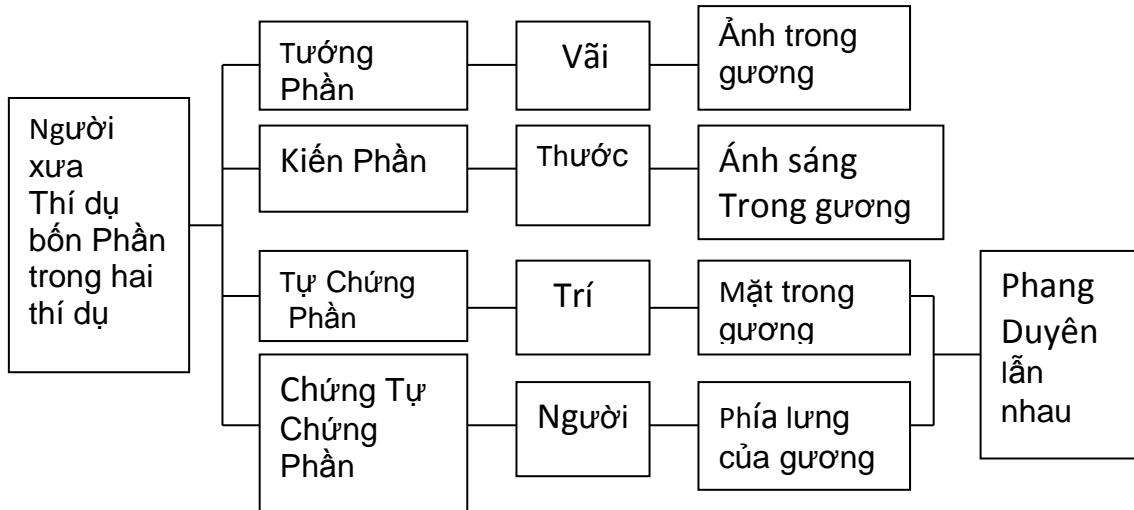 Người
xưa
Thí dụ
bốn Phần
trong hai
thí dụ
Tướng
Phần
Vãi
Ảnh trong
gương
Kiến Phần
Thước
Ánh sáng
Trong gương
Tự Chứng
Phần
Trí
Mặt trong
gương
Chứng Tự
Chứng
Phần
Người
Phía lưng
của gương
Phang
Duyên
lẫn
nhau